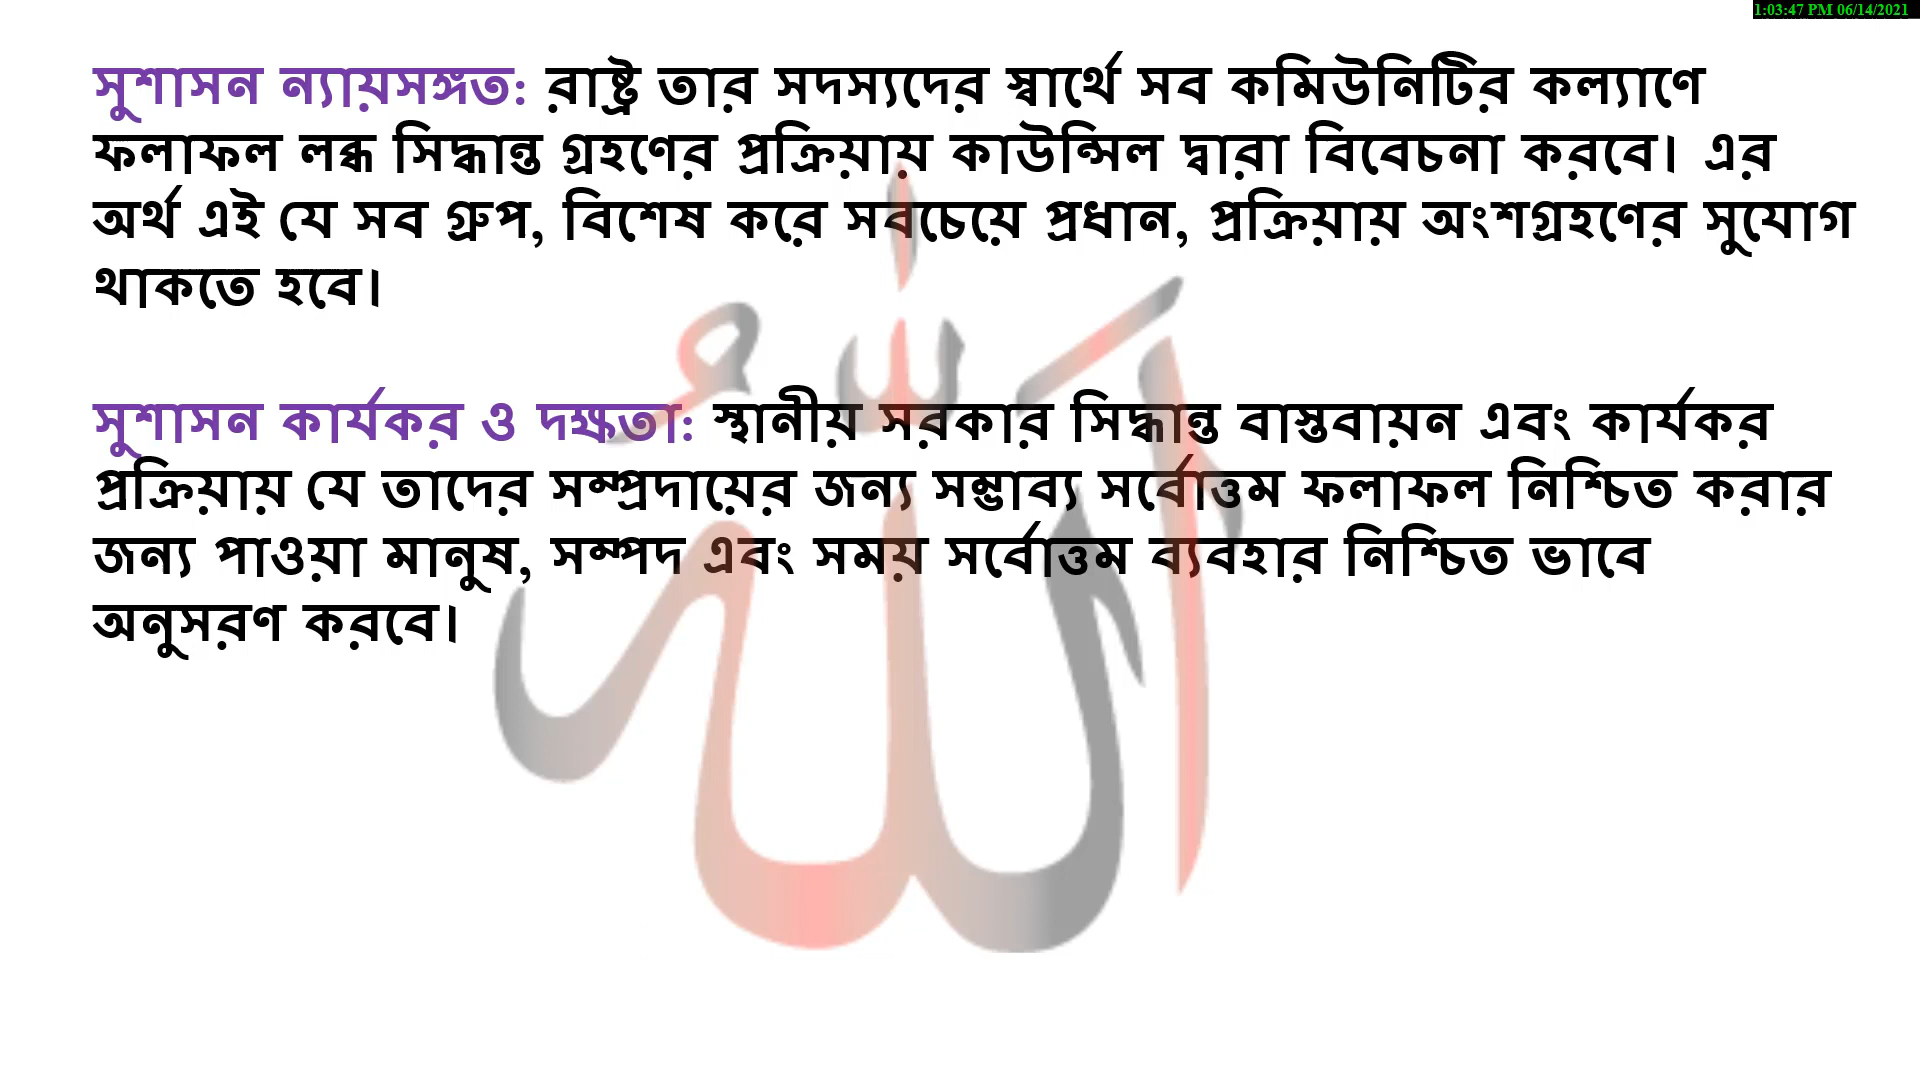 1:03:47 PM 06/14/2021
সুশাসন ন্যায়সঙ্গত: রাষ্ট্র তার সদস্যদের স্বার্থে সব কমিউনিটির কল্যাণে
ফলাফল লব্ধ সিদ্ধান্ত গ্রহণের প্রক্রিয়ায় কাউন্সিল দ্বারা বিবেচনা করবে। এর
অর্থ এই যে সব গ্রুপ, বিশেষ করে সবচেয়ে প্রধান, প্রক্রিয়ায় অংশগ্রহণের সুযোগ
থাকতে হবে।
সুশাসন কার্যকর ও দক্ষতা: স্থানীয় সরকার সিদ্ধান্ত বাস্তবায়ন এবং কার্যকর
প্রক্রিয়ায় যে তাদের সম্প্রদায়ের জন্য সম্ভাব্য সর্বোত্তম ফলাফল নিশ্চিত করার
জন্য পাওয়া মানুষ, সম্পদ এবং সময় সর্বোত্তম ব্যবহার নিশ্চিত ভাবে
অনুসরণ করবে।
الله